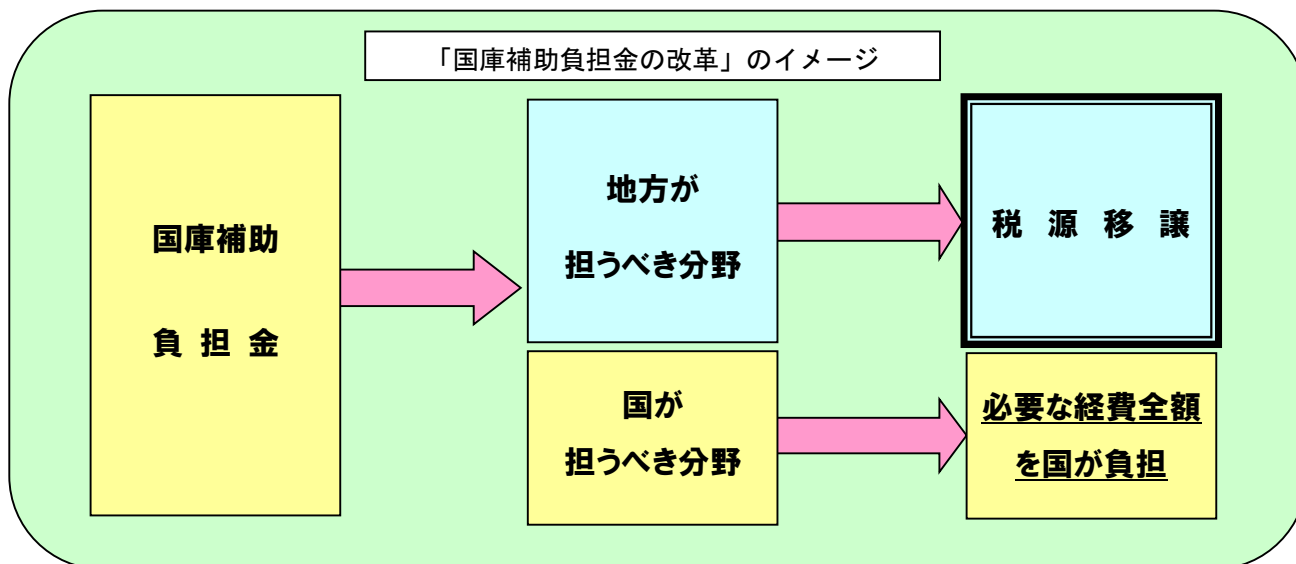 「国庫補助負担金の改革」のイメージ
国庫補助
負 担 金
地方が
担うべき分野
税 源 移 譲
国が
担うべき分野
必要な経費全額
を国が負担